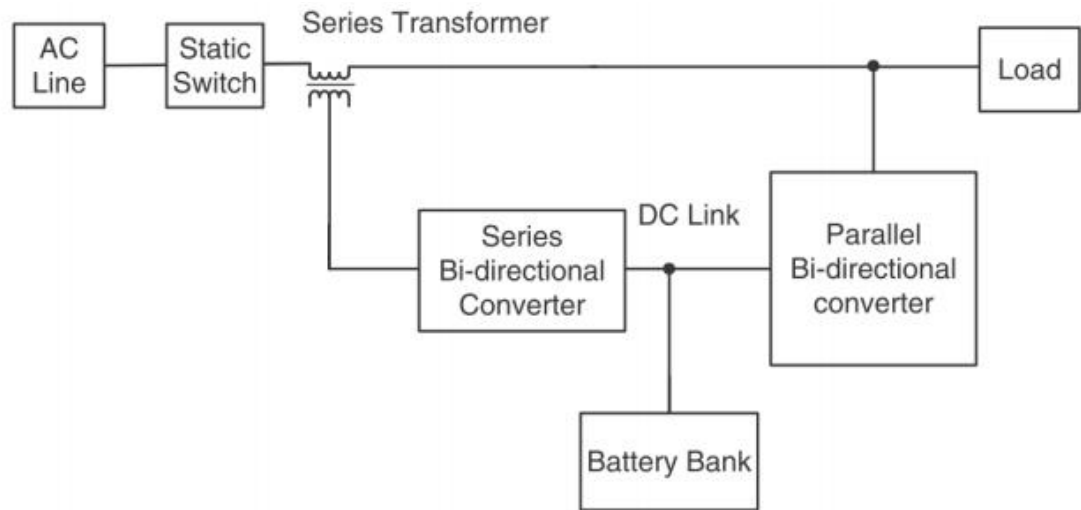 Series Transformer
AC
Line
Static
Switch
Load
DC Link
Series
Bi-directional
Converter
Parallel
Bi-directional
converter
Battery Bank